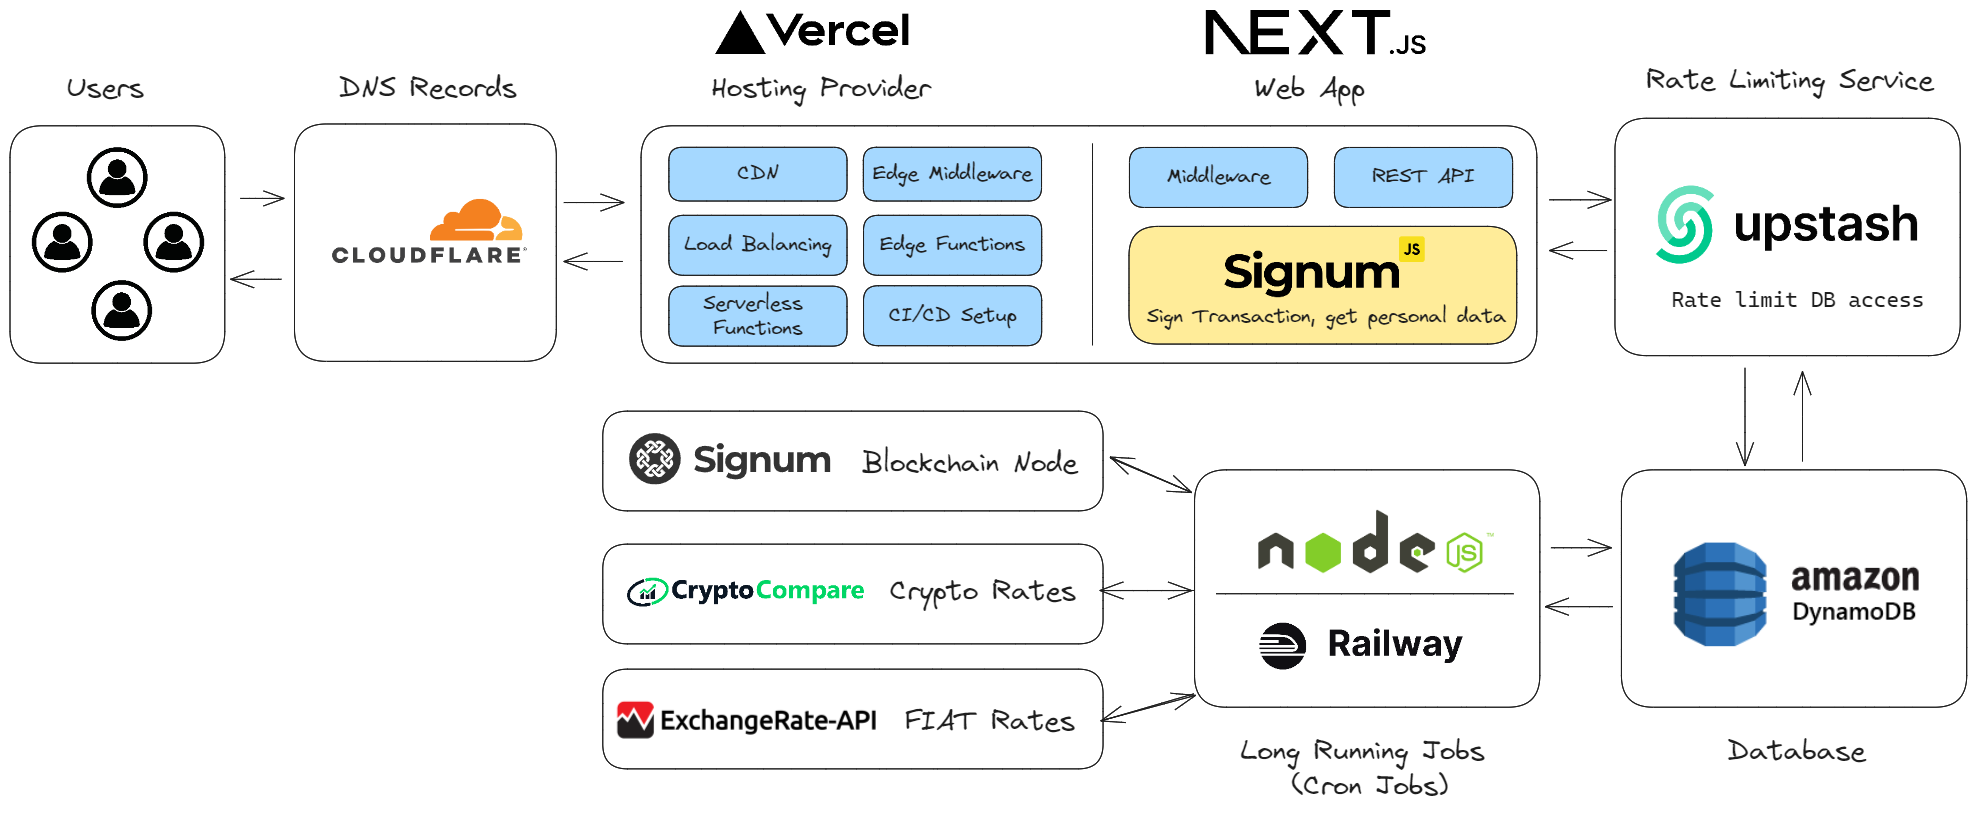 Vercel
NEXT.JS
Users
DNS Records
Hosting Provider
Web App
Rate Limiting Service
CDN
Edge Middleware
Middleware
REST API
CLOUDFLARE
Load Balancing
Edge Functions
Signum JS
upstash
Serverless
Functions
CI/CD Setup
Sign Transaction, get personal data
Rate limit DB access
Signum Blockchain Node
node JS™
CryptoCompare Crypto Rates
amazon
DynamoDB
Railway
ExchangeRate-API FIAT Rates
Long Running Jobs
(Cron Jobs)
Database